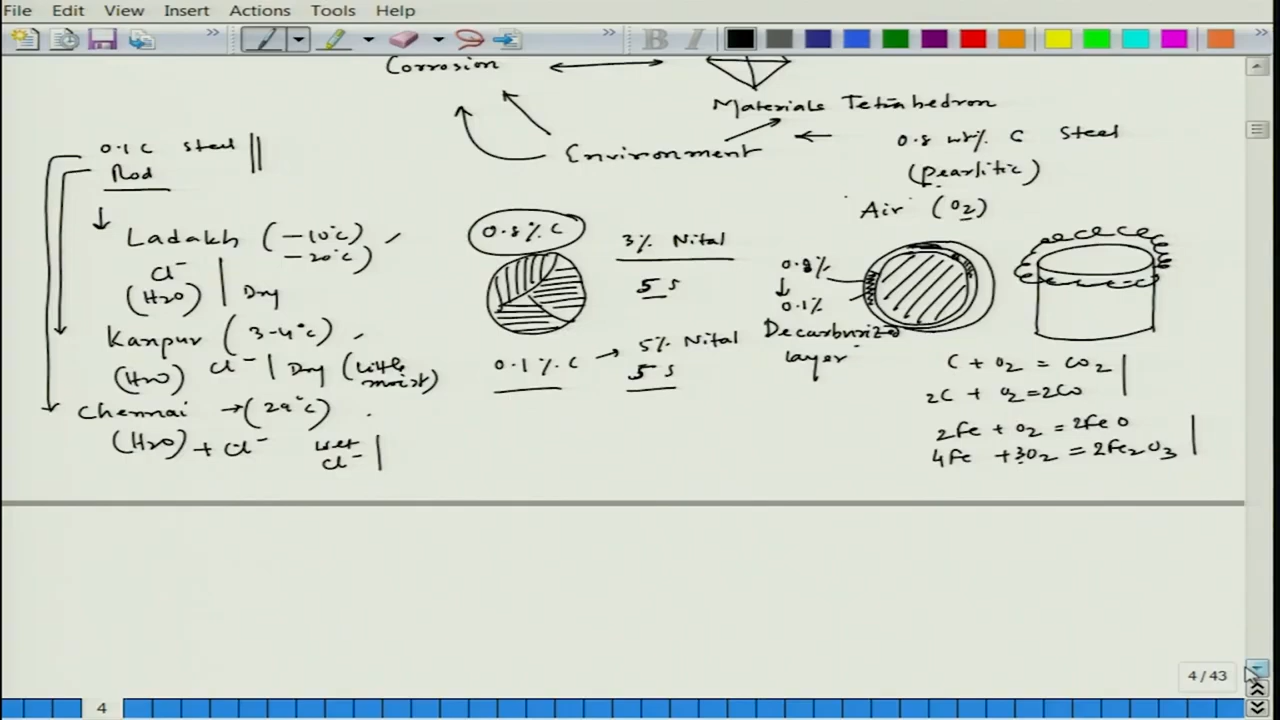 File Edit View Insert Actions Tools Help
Corrosion
Materials Tetrahedron
Environment
0.1 C Steel
Rod
Ladakh (-10°C)
-20°C)
Cl⁻
(H2O) | Dry
Kanpur (3-4°C)
(H2O) Cl⁻ | Dry (little moist)
Chennai → (29°C)
(H2O) + Cl⁻ wet
Cl⁻
0.8 % C
3% Nital
5 s
0.1 % C → 5% Nital
5 s
0.8 wt% C Steel
(pearlitic)
Air (O2)
0.8%
↓
0.1%
Decarburized
layer
C + O2 = CO2
2C + O2 = 2CO
2Fe + O2 = 2FeO
4Fe + 3O2 = 2Fe2O3
4/43
4